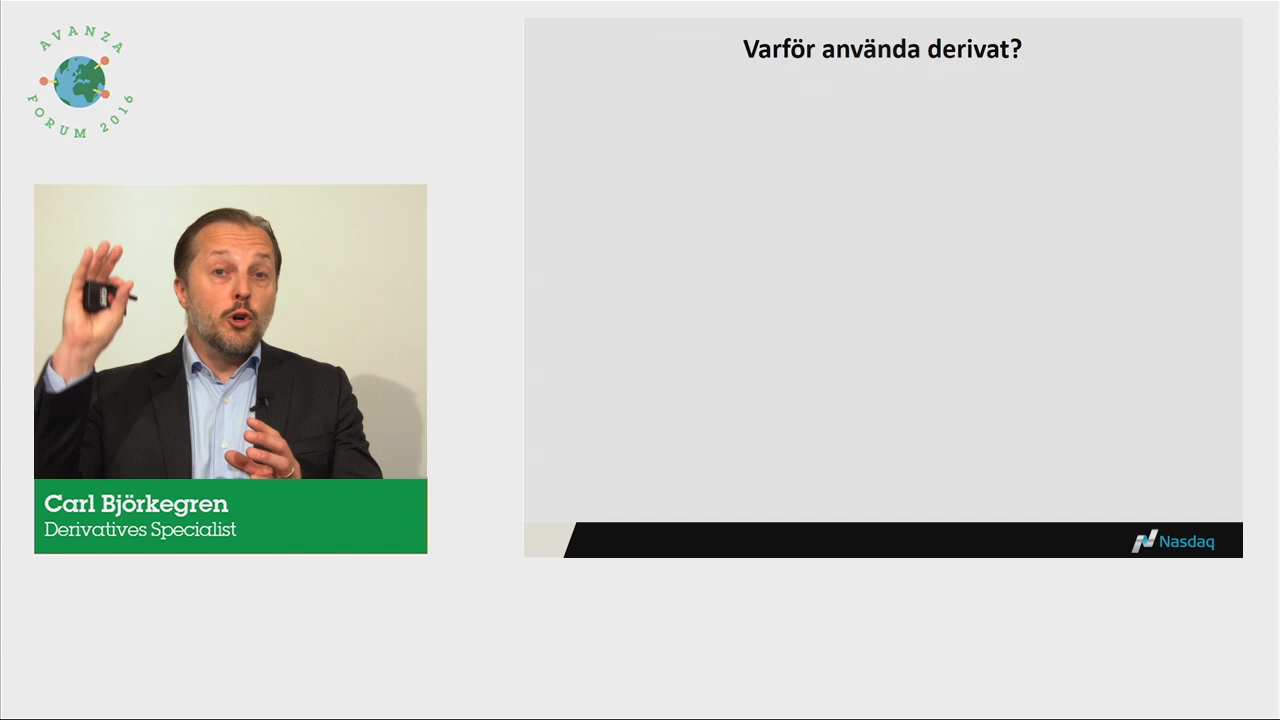 AVANZA
FORUM 2016
Varför använda derivat?
Carl Björkegren
Derivatives Specialist
Nasdaq